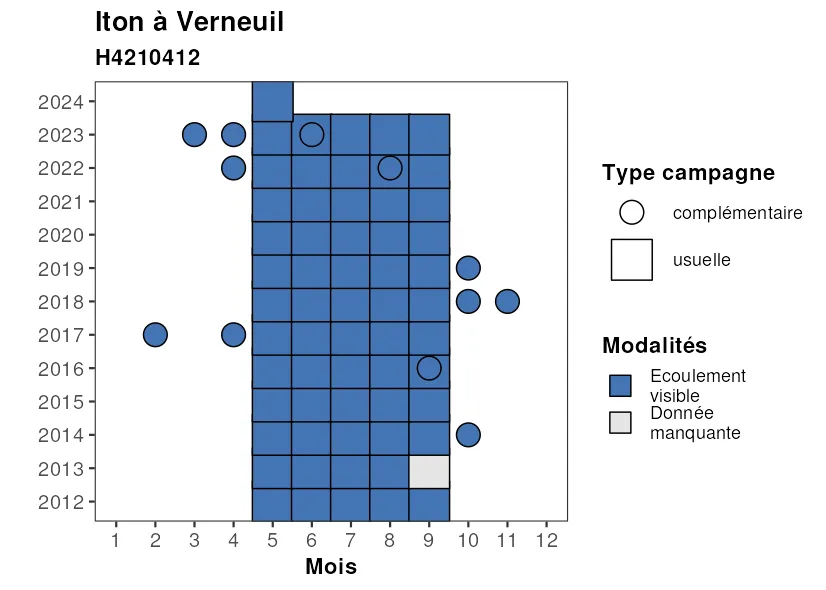 Iton à Verneuil
H4210412
2024
2023
2022
2021
2020
2019
2018
2017
2016
2015
2014
2013
2012
1 2 3 4 5 6 7 8 9 10 11 12
Mois
Type campagne
complémentaire
usuelle
Modalités
Ecoulement
visible
Donnée
manquante